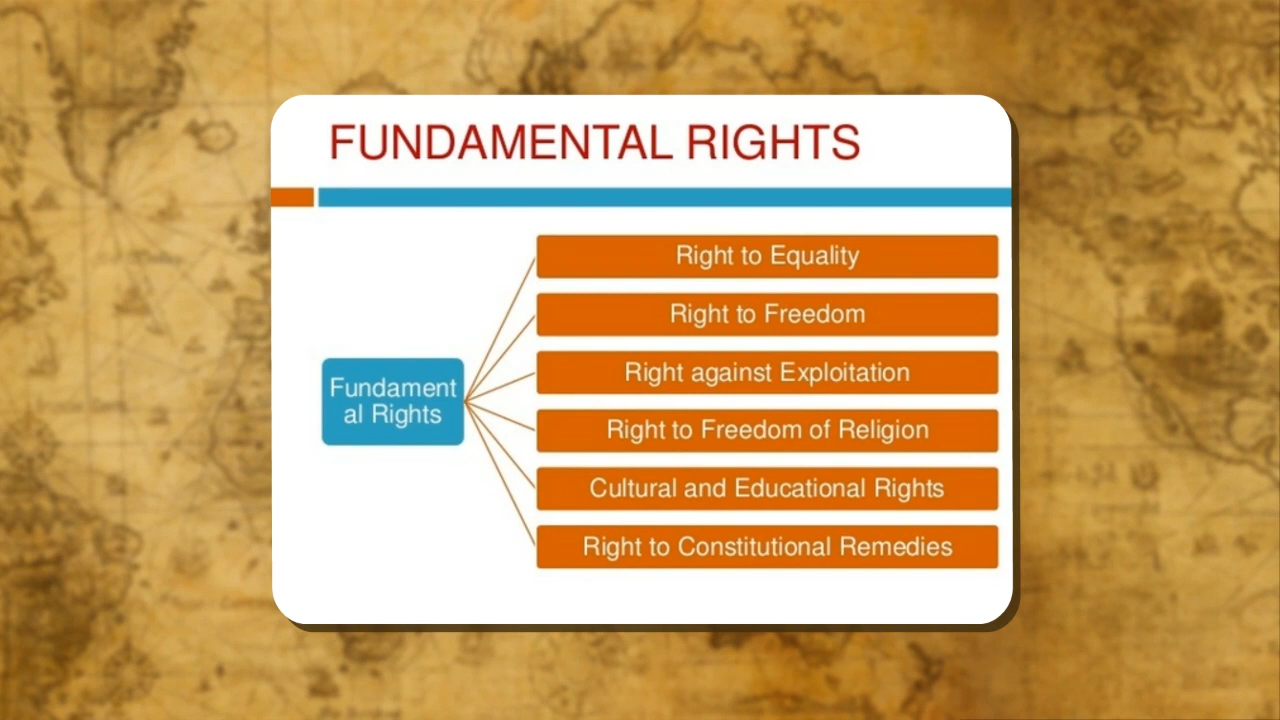 FUNDAMENTAL RIGHTS
Fundament
al Rights
Right to Equality
Right to Freedom
Right against Exploitation
Right to Freedom of Religion
Cultural and Educational Rights
Right to Constitutional Remedies